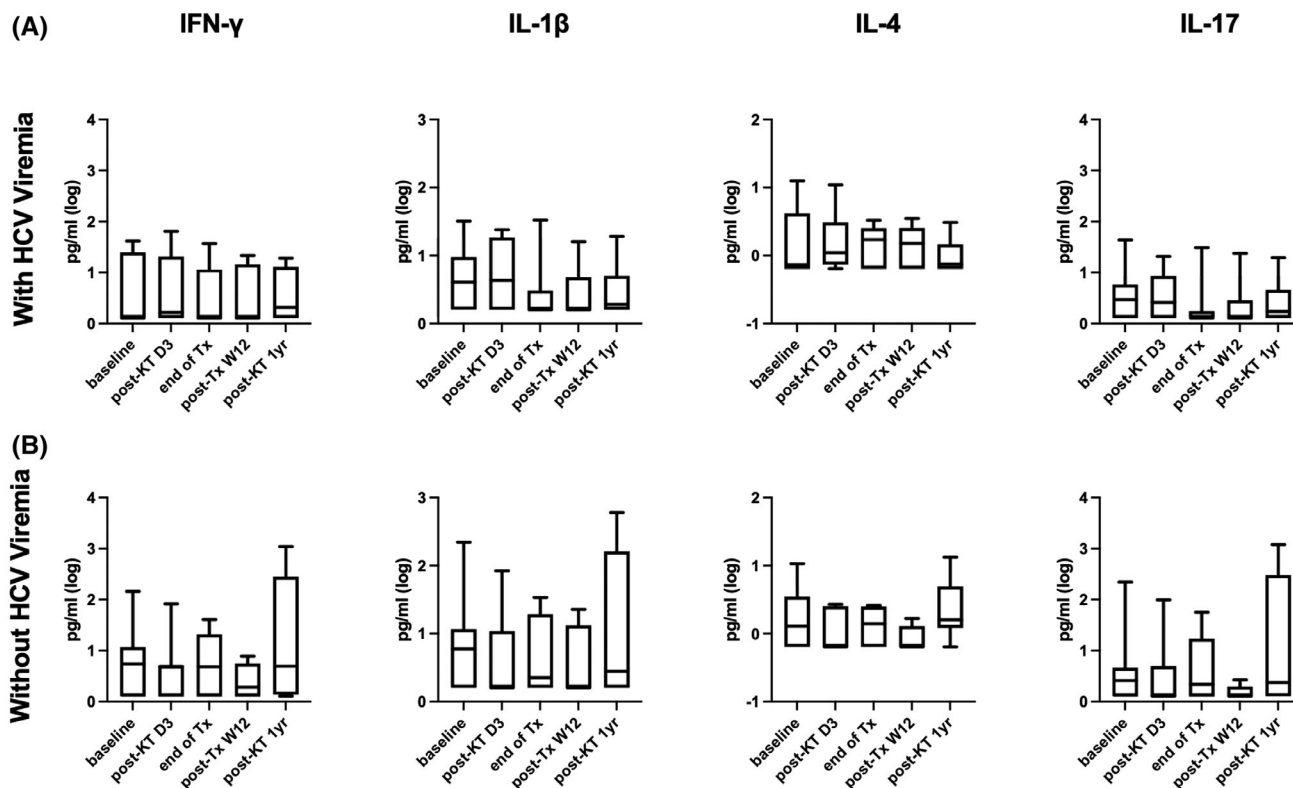 (A) IFN-γ IL-1β IL-4 IL-17
With HCV Viremia
pg/ml (log)
4
3
2
1
0
baseline
post-KT D3
end of Tx
post-Tx W12
post-KT 1yr
pg/ml (log)
3
2
1
0
baseline
post-KT D3
end of Tx
post-Tx W12
post-KT 1yr
pg/ml (log)
2
1
0
-1
baseline
post-KT D3
end of Tx
post-Tx W12
post-KT 1yr
pg/ml (log)
4
3
2
1
0
baseline
post-KT D3
end of Tx
post-Tx W12
post-KT 1yr
(B)
Without HCV Viremia
pg/ml (log)
4
3
2
1
0
baseline
post-KT D3
end of Tx
post-Tx W12
post-KT 1yr
pg/ml (log)
3
2
1
0
baseline
post-KT D3
end of Tx
post-Tx W12
post-KT 1yr
pg/ml (log)
2
1
0
-1
baseline
post-KT D3
end of Tx
post-Tx W12
post-KT 1yr
pg/ml (log)
4
3
2
1
0
baseline
post-KT D3
end of Tx
post-Tx W12
post-KT 1yr